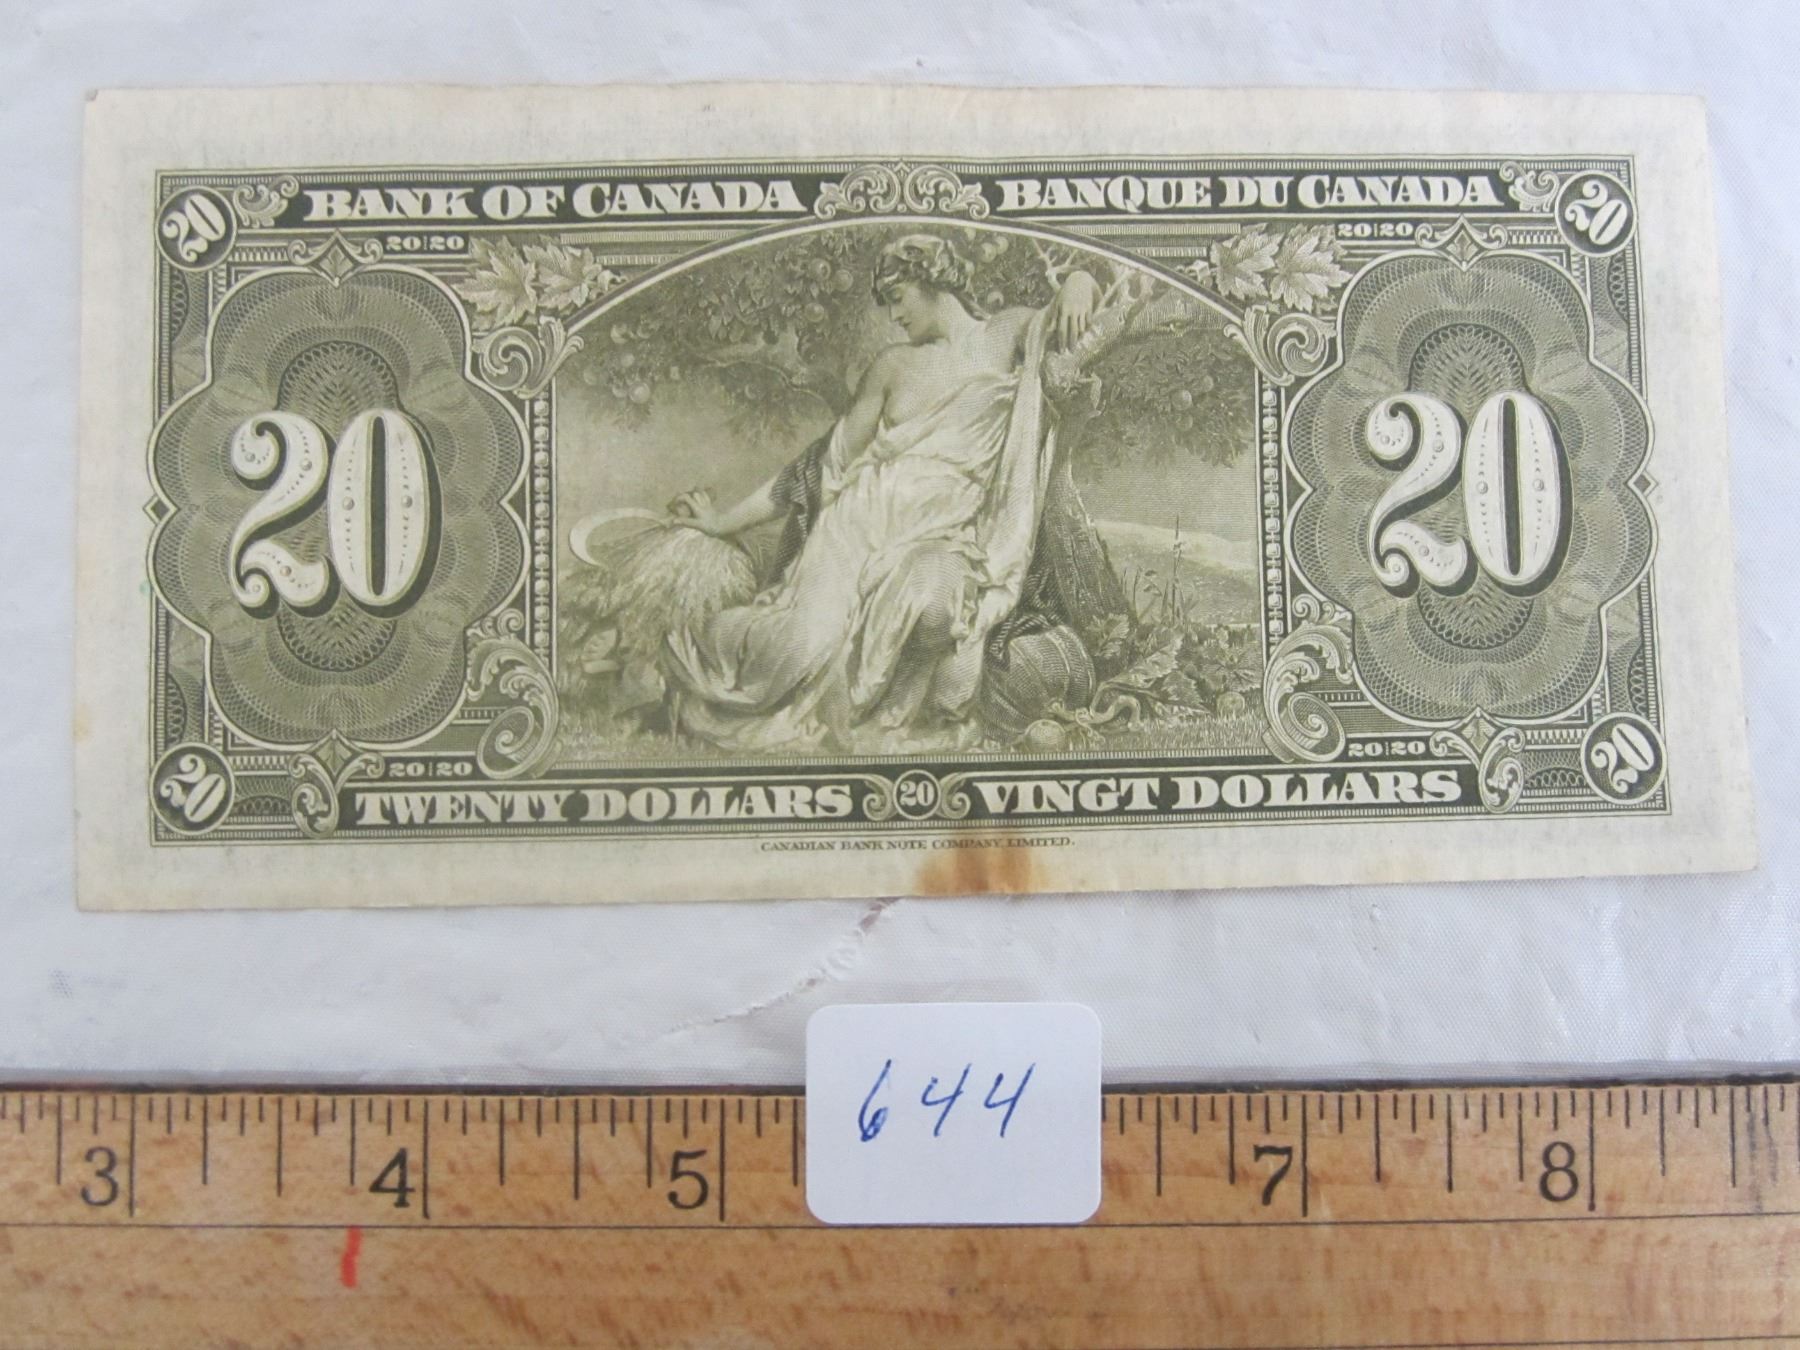 20 BANK OF CANADA BANQUE DU CANADA 20
20 20 20 20
20 20
20 20 20 20
20 TWENTY DOLLARS 20 VINGT DOLLARS 20
CANADIAN BANK NOTE COMPANY, LIMITED.
644
3 4 5 7 8